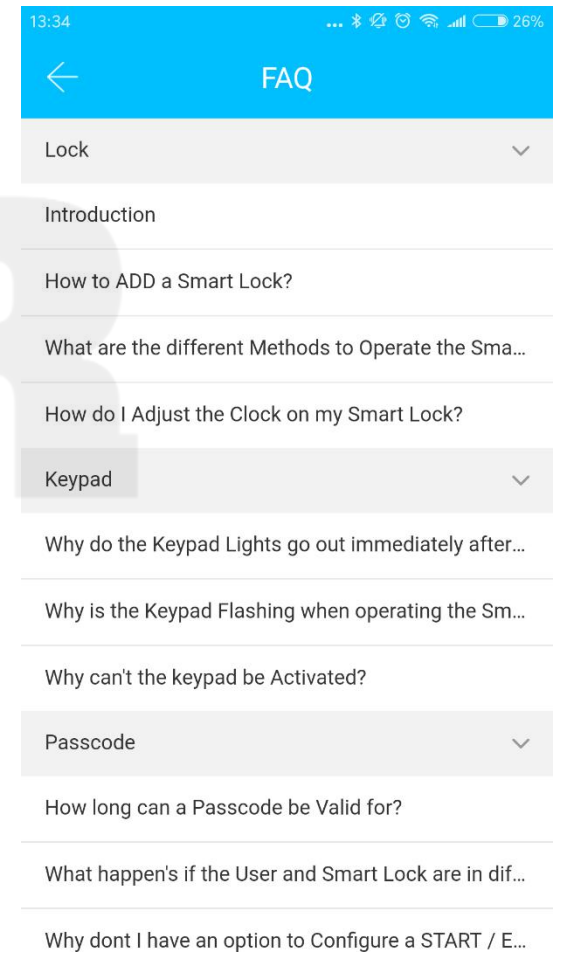 13:34 ... 26%
FAQ
Lock
Introduction
How to ADD a Smart Lock?
What are the different Methods to Operate the Sma...
How do I Adjust the Clock on my Smart Lock?
Keypad
Why do the Keypad Lights go out immediately after...
Why is the Keypad Flashing when operating the Sm...
Why can't the keypad be Activated?
Passcode
How long can a Passcode be Valid for?
What happen's if the User and Smart Lock are in dif...
Why dont I have an option to Configure a START / E...